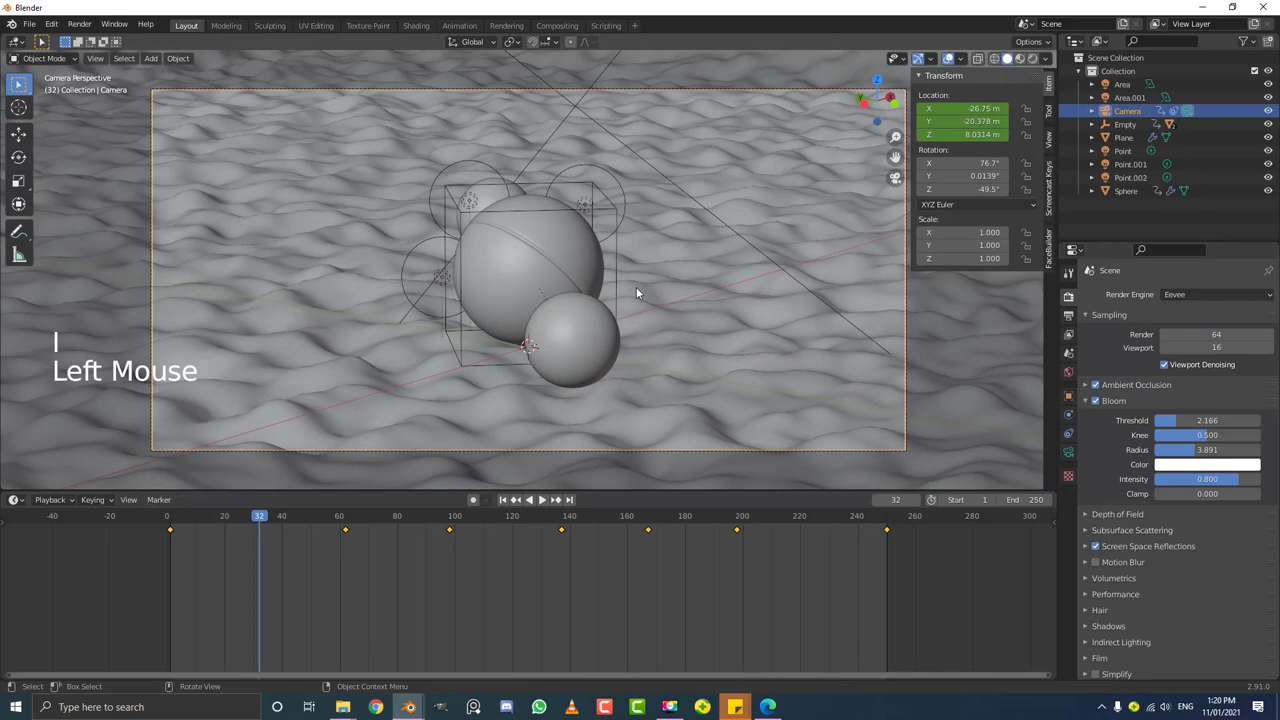 Blender
File Edit Render Window Help Layout Modeling Sculpting UV Editing Texture Paint Shading Animation Rendering Compositing Scripting + Scene View Layer
Global Options
Object Mode View Select Add Object
Camera Perspective
(32) Collection | Camera
Z
I
Left Mouse
Transform
Location:
X -26.75 m
Y -20.378 m
Z 8.0314 m
Rotation:
X 76.7°
Y 0.0139°
Z -49.5°
XYZ Euler
Scale:
X 1.000
Y 1.000
Z 1.000
Item
Tool
View
Screencast Keys
FaceBuilder
Scene Collection
Collection
Area
Area.001
Camera
Empty
Plane
Point
Point.001
Point.002
Sphere
Scene
Render Engine Eevee
Sampling
Render 64
Viewport 16
Viewport Denoising
Ambient Occlusion
Bloom
Threshold 2.166
Knee 0.500
Radius 3.891
Color
Intensity 0.800
Clamp 0.000
Depth of Field
Subsurface Scattering
Screen Space Reflections
Motion Blur
Volumetrics
Performance
Hair
Shadows
Indirect Lighting
Film
Simplify
Playback Keying View Marker 32 Start 1 End 250
-40 -20 0 20 32 40 60 80 100 120 140 160 180 200 220 240 260 280 300
Select Box Select Rotate View Object Context Menu 2.91.0
Type here to search ENG 1:20 PM
11/01/2021